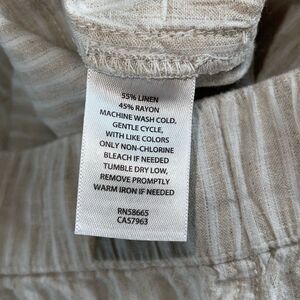 55% LINEN
45% RAYON
MACHINE WASH COLD,
GENTLE CYCLE,
WITH LIKE COLORS
ONLY NON-CHLORINE
BLEACH IF NEEDED
TUMBLE DRY LOW,
REMOVE PROMPTLY
WARM IRON IF NEEDED
RN58665
CA57963